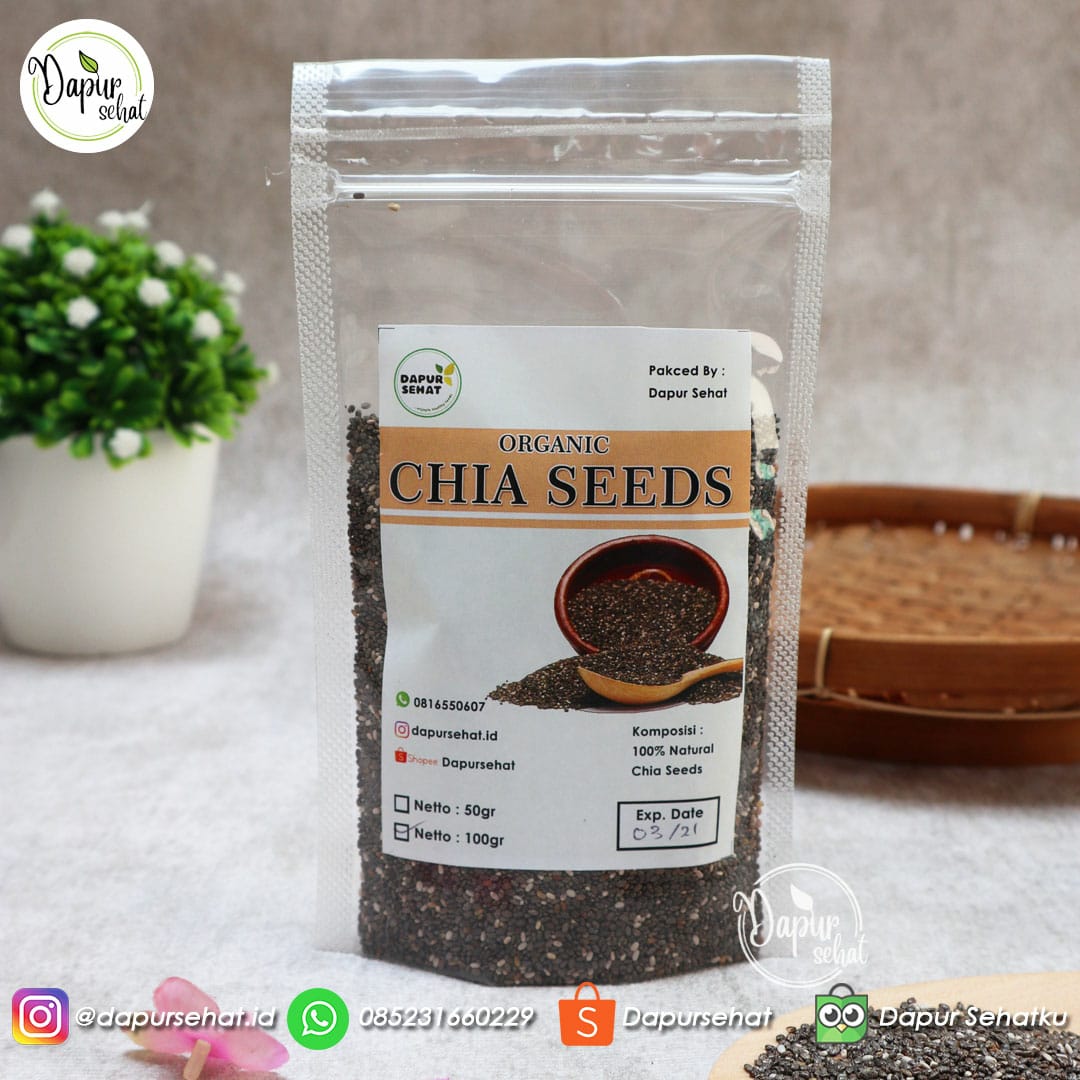 Dapur
sehat
DAPUR
SEHAT
Pakced By :
Dapur Sehat
ORGANIC
CHIA SEEDS
0816550607
dapursehat.id
Shopee Dapursehat
Komposisi :
100% Natural
Chia Seeds
Netto : 50gr
Netto : 100gr
Exp. Date
03/21
Dapur
sehat
@dapursehat.id
085231660229
S
Dapursehat
Dapur Sehatku